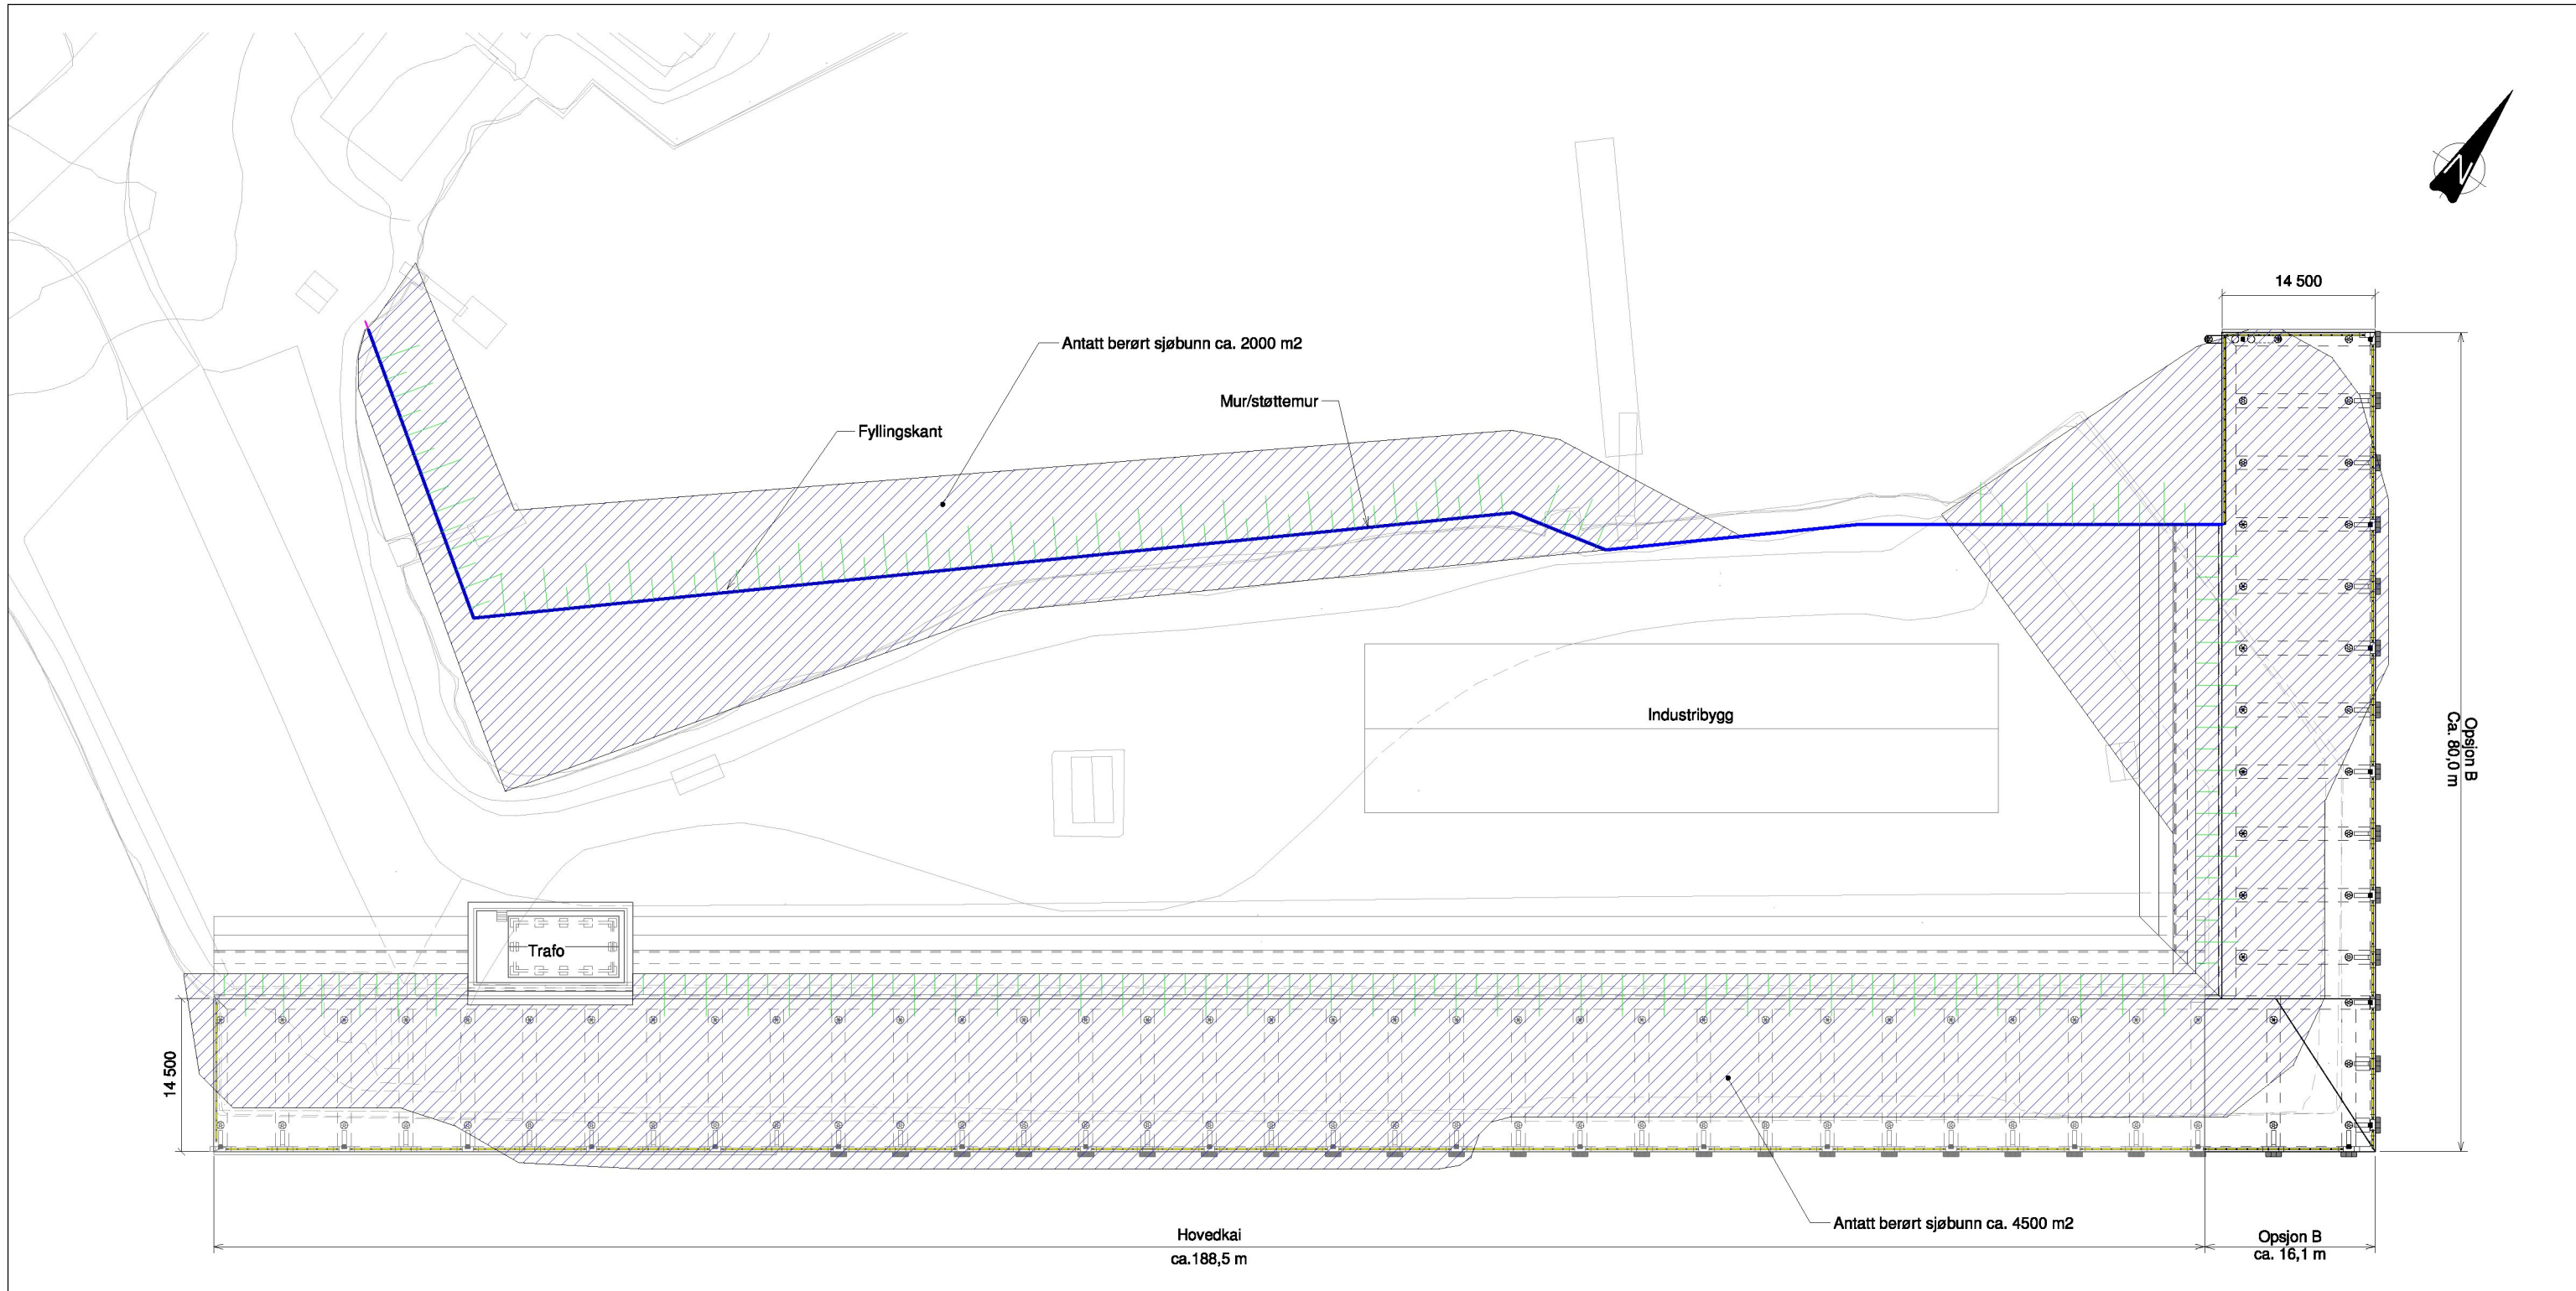 N
14 500
Antatt berørt sjøbunn ca. 2000 m2
Mur/støttemur
Fyllingskant
Industribygg
Opsjon B
Ca. 80,0 m
Trafo
14 500
Antatt berørt sjøbunn ca. 4500 m2
Hovedkai
ca.188,5 m
Opsjon B
ca. 16,1 m